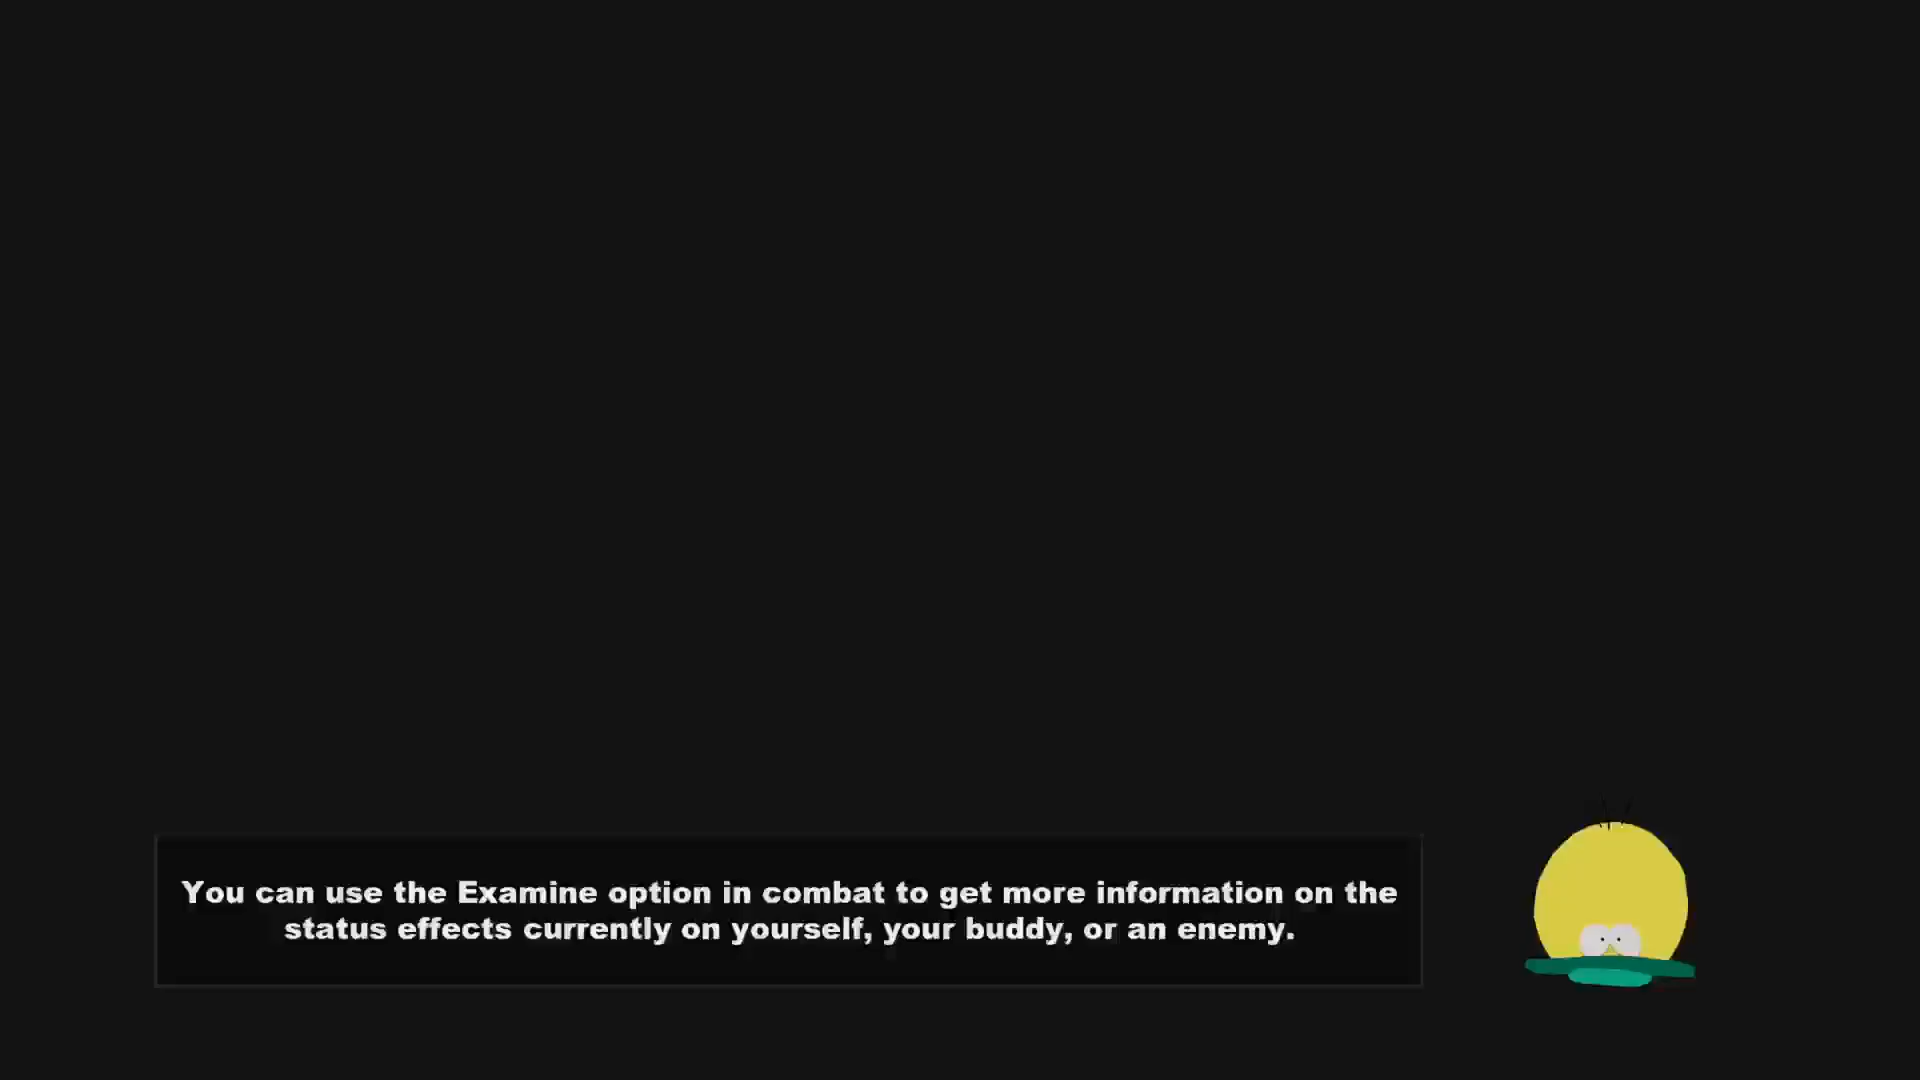 You can use the Examine option in combat to get more information on the
status effects currently on yourself, your buddy, or an enemy.